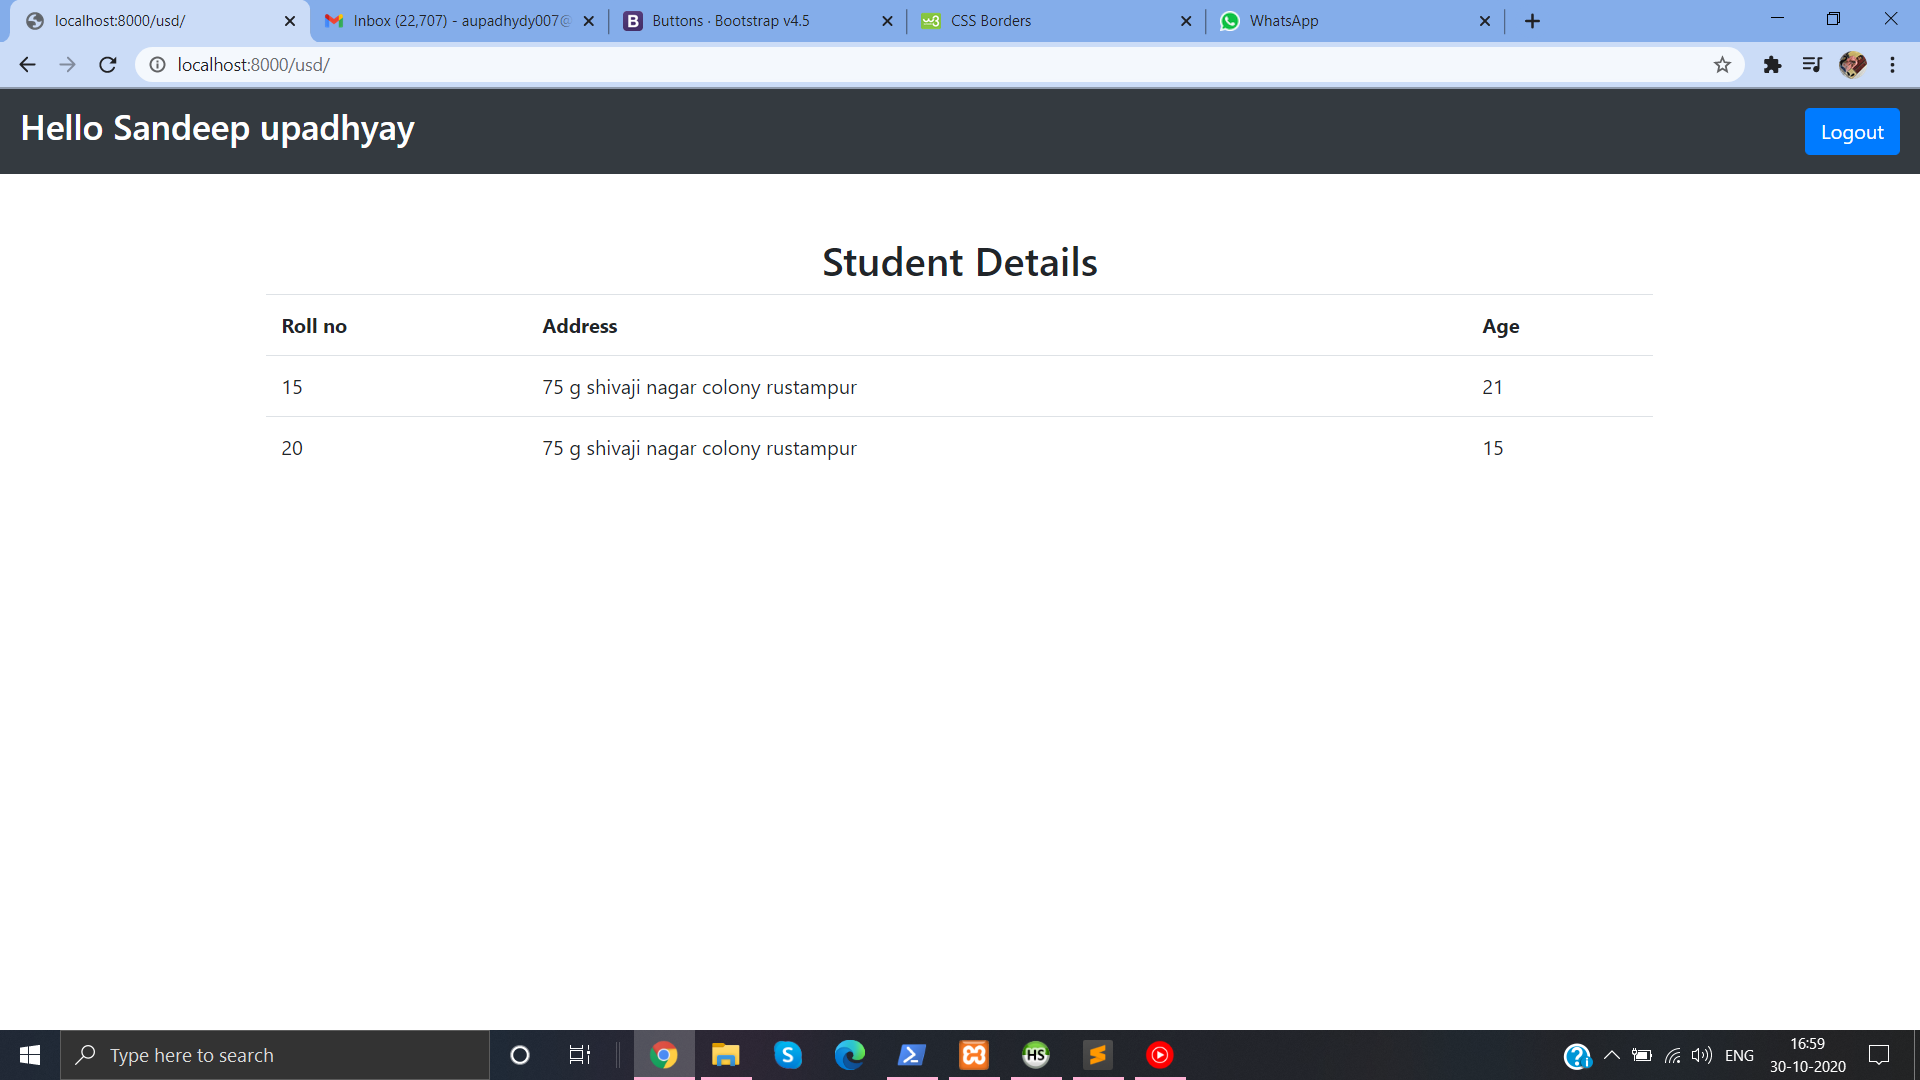 localhost:8000/usd/
Inbox (22,707) - aupadhydy007@
Buttons · Bootstrap v4.5
CSS Borders
WhatsApp
localhost:8000/usd/
Hello Sandeep upadhyay
Logout
Student Details
Roll no Address Age
15 75 g shivaji nagar colony rustampur 21
20 75 g shivaji nagar colony rustampur 15
Type here to search
HS
ENG
16:59
30-10-2020